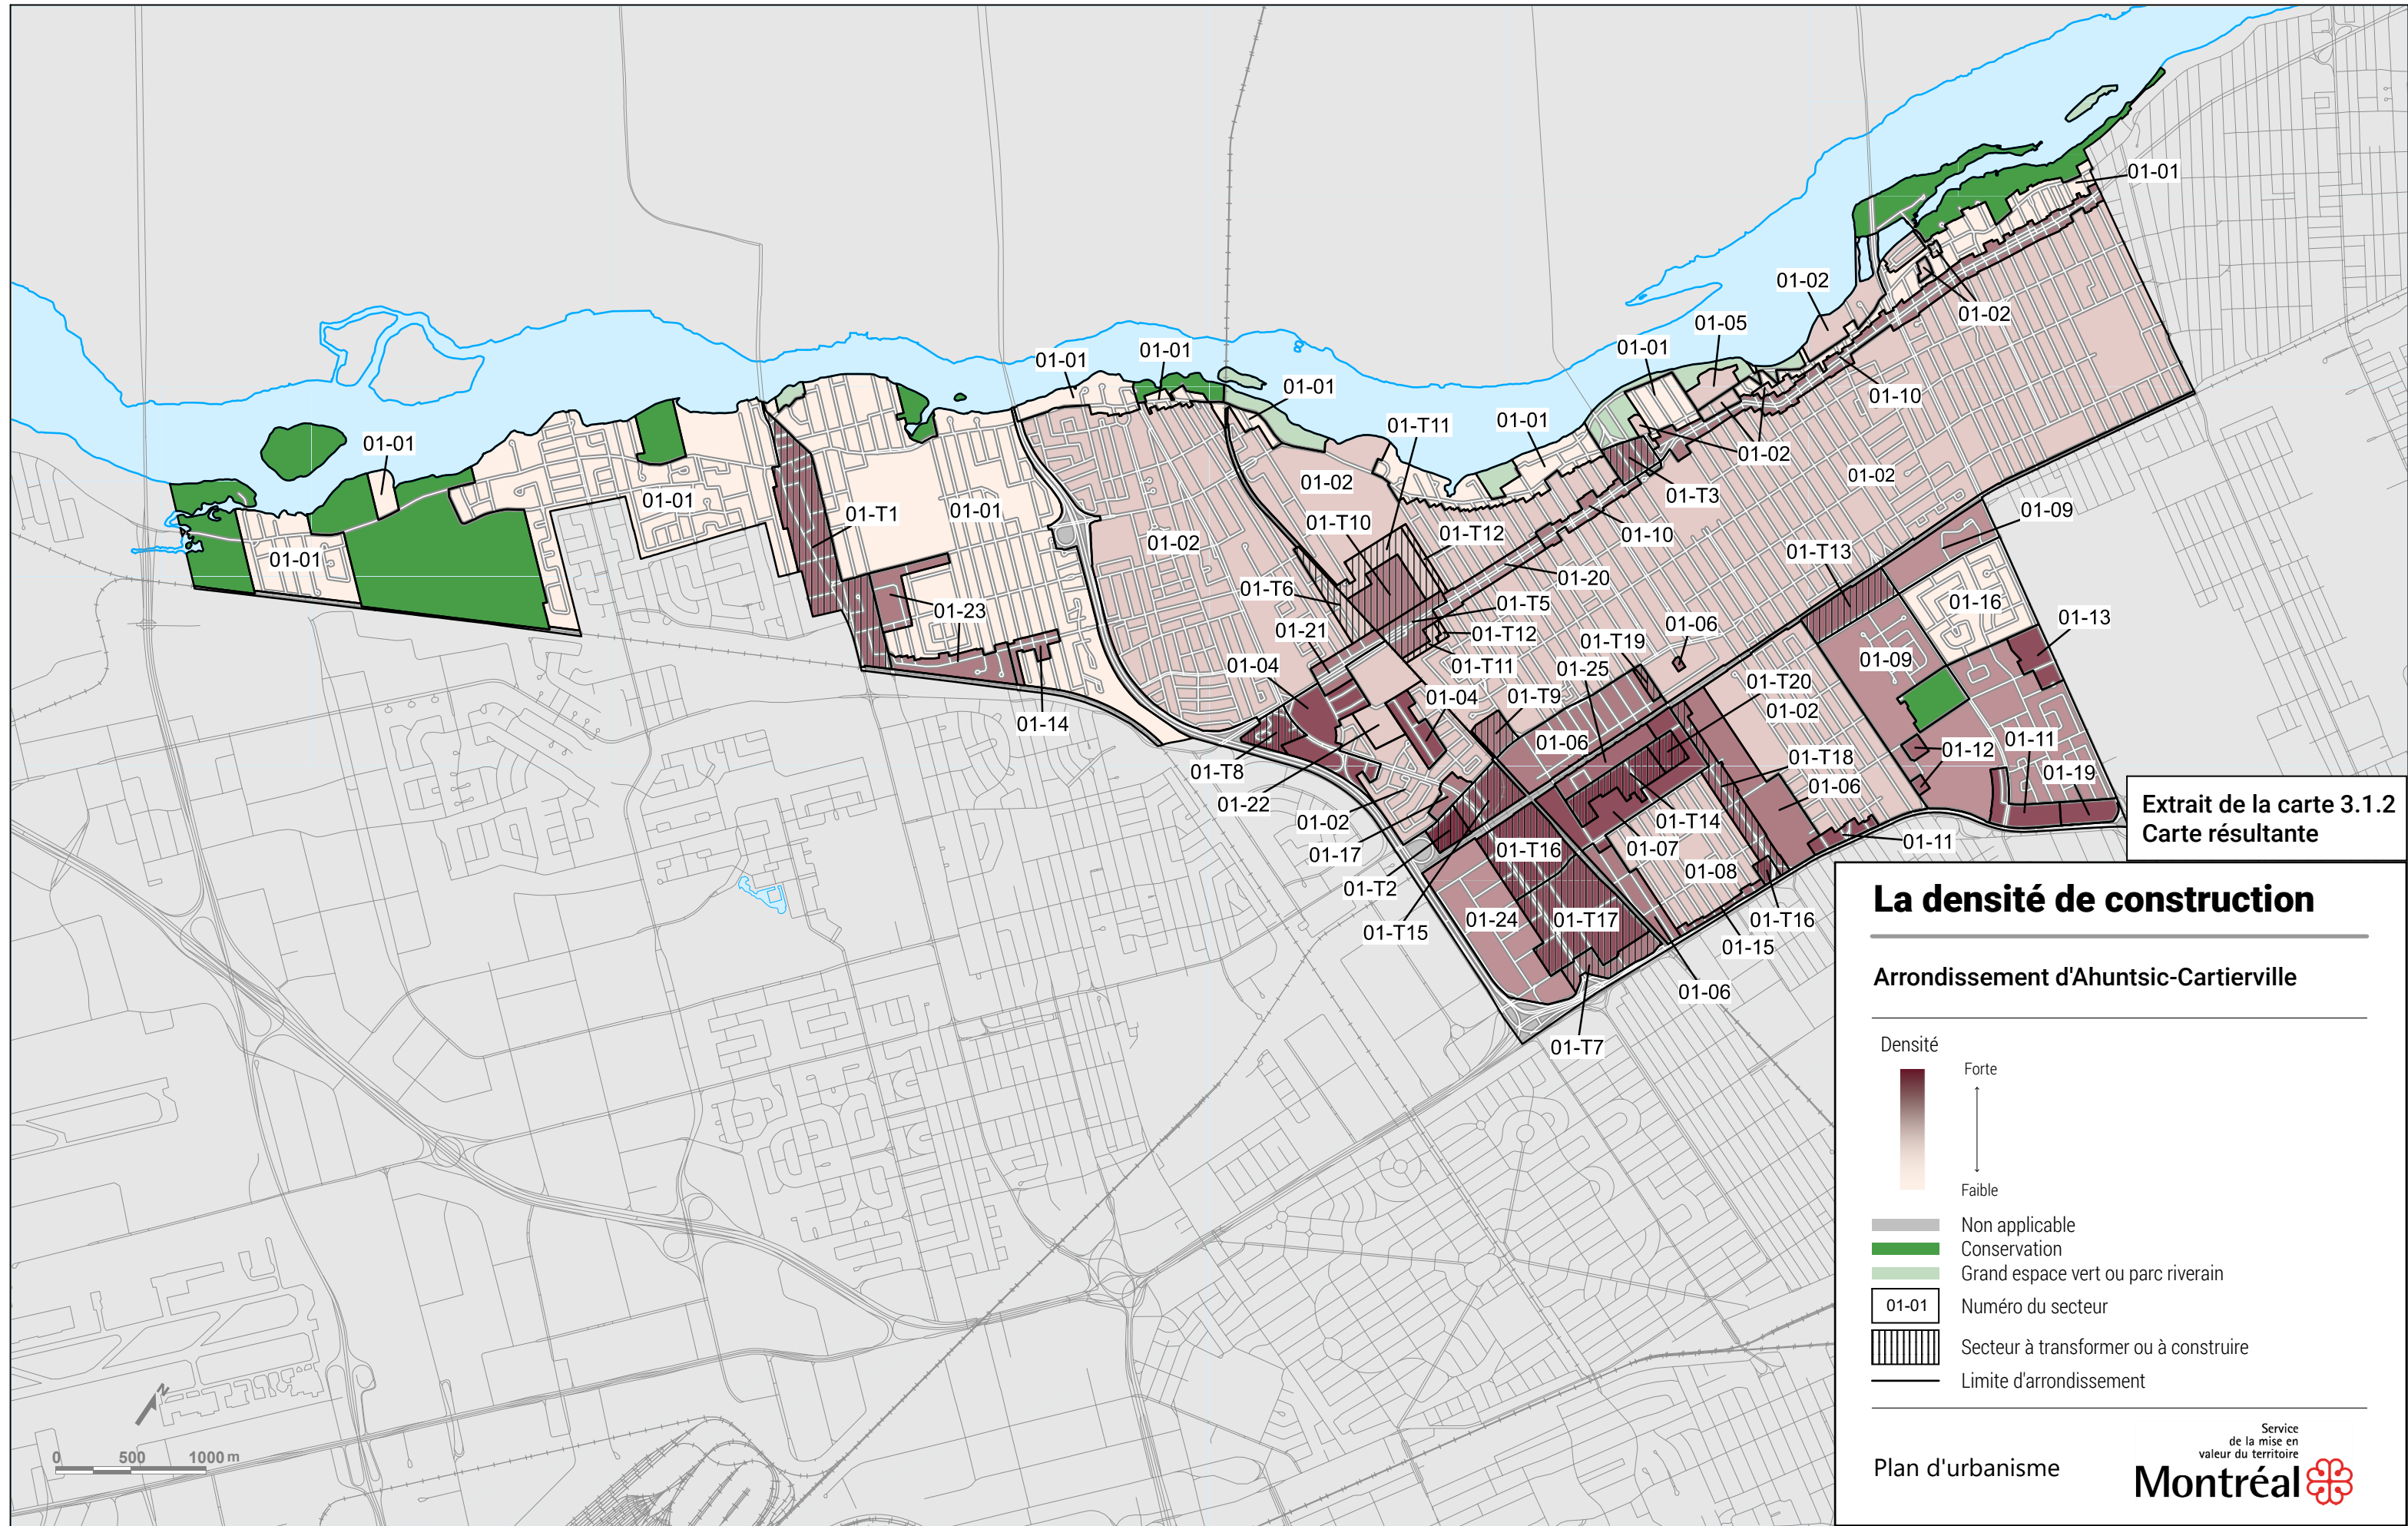 01-01
01-02
01-02
01-05
01-01
01-10
01-01
01-01
01-01
01-T11
01-01
01-02
01-01
01-02
01-T3
01-02
01-01
01-T1
01-01
01-02
01-T10
01-T12
01-10
01-09
01-T13
01-01
01-20
01-T6
01-T5
01-16
01-23
01-21
01-T12
01-T19
01-06
01-13
01-04
01-T11
01-25
01-09
01-14
01-04
01-T9
01-T20
01-02
01-06
01-11
01-12
01-T8
01-T18
01-19
01-22
01-06
01-02
01-T14
01-17
01-T16
01-07
01-11
01-T2
01-08
01-24
01-T17
01-T16
01-T15
01-15
01-06
01-T7
Extrait de la carte 3.1.2
Carte résultante
La densité de construction
Arrondissement d'Ahuntsic-Cartierville
Densité
Forte
Faible
Non applicable
Conservation
Grand espace vert ou parc riverain
01-01 Numéro du secteur
Secteur à transformer ou à construire
Limite d'arrondissement
N
0 500 1000 m
Plan d'urbanisme
Service
de la mise en
valeur du territoire
Montréal